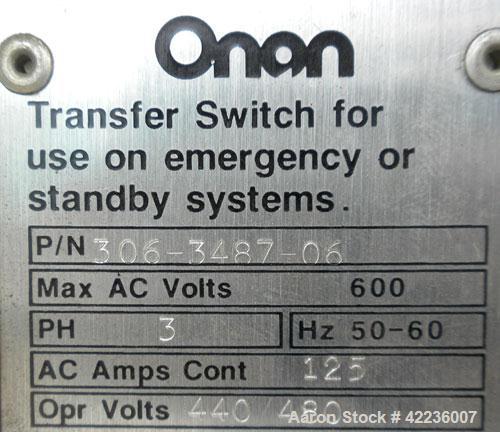 Onan
Transfer Switch for
use on emergency or
standby systems.
P/N 306-3487-06
Max AC Volts 600
PH 3 Hz 50-60
AC Amps Cont 125
Opr Volts 440/480
Aaron Stock # 42236007